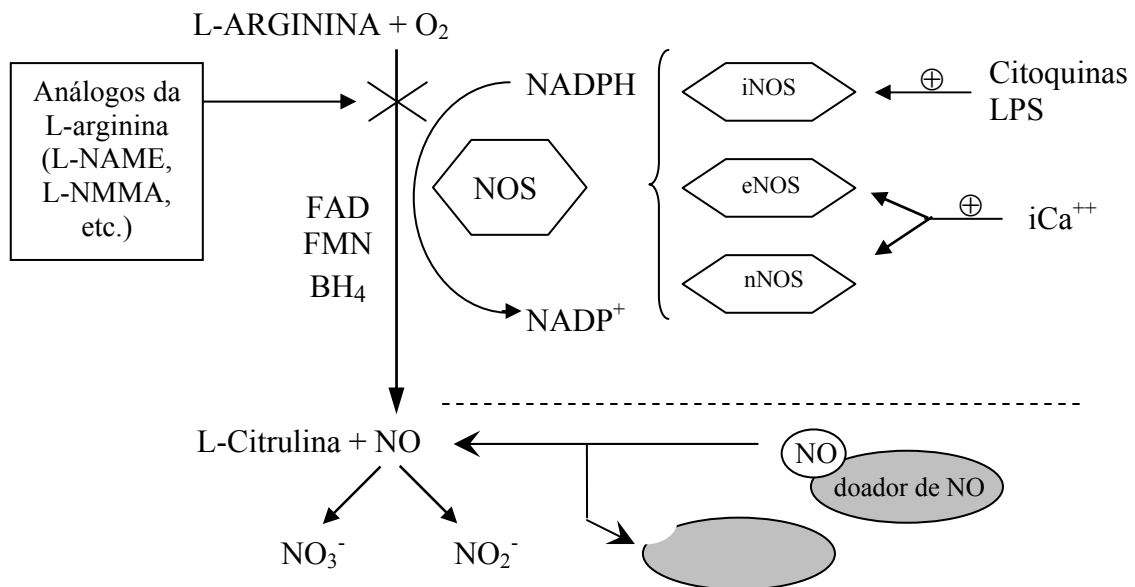 L-ARGININA + O₂
Análogos da
L-arginina
(L-NAME,
L-NMMA,
etc.)
NADPH
NOS
FAD
FMN
BH₄
NADP⁺
iNOS
eNOS
nNOS
⊕
Citoquinas
LPS
⊕
iCa⁺⁺
L-Citrulina + NO
NO₃⁻
NO₂⁻
NO
doador de NO